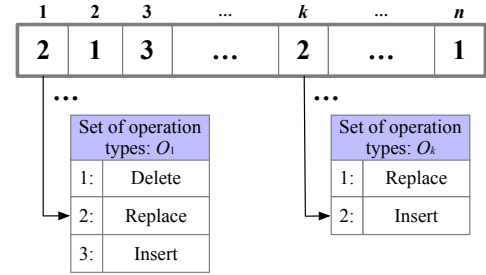 1 2 3 ... k ... n
2 1 3 ... 2 ... 1
... ...
Set of operation types: O1
1: Delete
2: Replace
3: Insert
Set of operation types: Ok
1: Replace
2: Insert